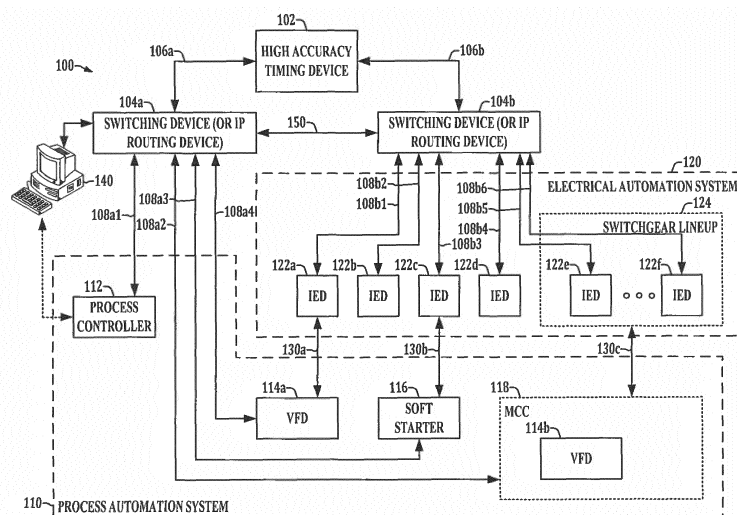 102
106a
HIGH ACCURACY
TIMING DEVICE
106b
100
104a
SWITCHING DEVICE (OR IP
ROUTING DEVICE)
150
104b
SWITCHING DEVICE (OR IP
ROUTING DEVICE)
140
108a1
108a3
108a2
108a4
108b2
108b1
108b6
108b5
108b4
108b3
120
ELECTRICAL AUTOMATION SYSTEM
124
SWITCHGEAR LINEUP
122a
IED
122b
IED
122c
IED
122d
IED
122e
IED
122f
IED
112
PROCESS
CONTROLLER
130a
130b
130c
114a
VFD
116
SOFT
STARTER
118
MCC
114b
VFD
110
PROCESS AUTOMATION SYSTEM